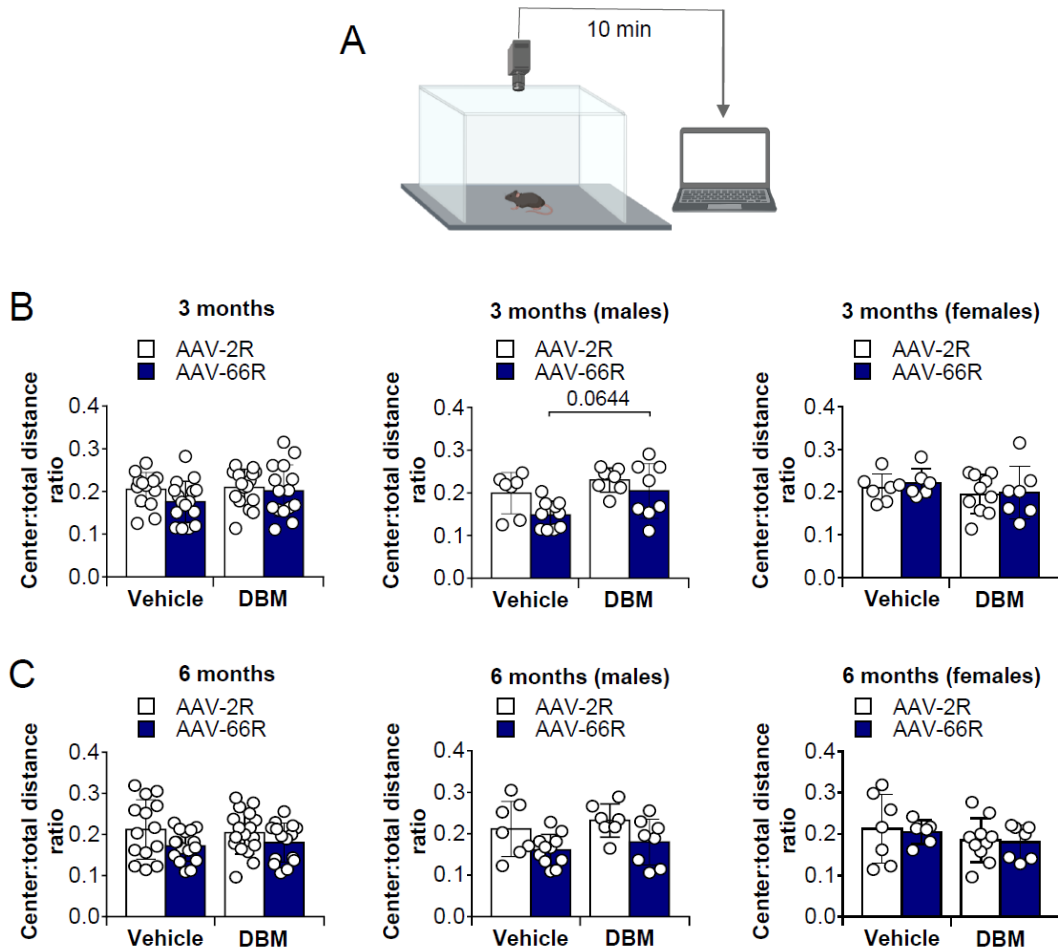 A
10 min
B
3 months
AAV-2R
AAV-66R
Center:total distance
ratio
0.4
0.3
0.2
0.1
0.0
Vehicle
DBM
3 months (males)
AAV-2R
AAV-66R
0.0644
Center:total distance
ratio
0.4
0.3
0.2
0.1
0.0
Vehicle
DBM
3 months (females)
AAV-2R
AAV-66R
Center:total distance
ratio
0.4
0.3
0.2
0.1
0.0
Vehicle
DBM
C
6 months
AAV-2R
AAV-66R
Center:total distance
ratio
0.4
0.3
0.2
0.1
0.0
Vehicle
DBM
6 months (males)
AAV-2R
AAV-66R
Center:total distance
ratio
0.4
0.3
0.2
0.1
0.0
Vehicle
DBM
6 months (females)
AAV-2R
AAV-66R
Center:total distance
ratio
0.4
0.3
0.2
0.1
0.0
Vehicle
DBM